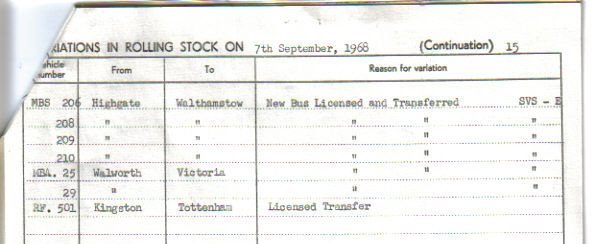 RIATIONS IN ROLLING STOCK ON 7th September, 1968 (Continuation) 15
ehicle number From To Reason for variation
MBS 206 Highgate Walthamstow New Bus Licensed and Transferred SVS - E
208 " " " " "
209 " " " " "
210 " " " " "
MBA. 25 Walworth Victoria " " "
29 " " "
RF. 501 Kingston Tottenham Licensed Transfer